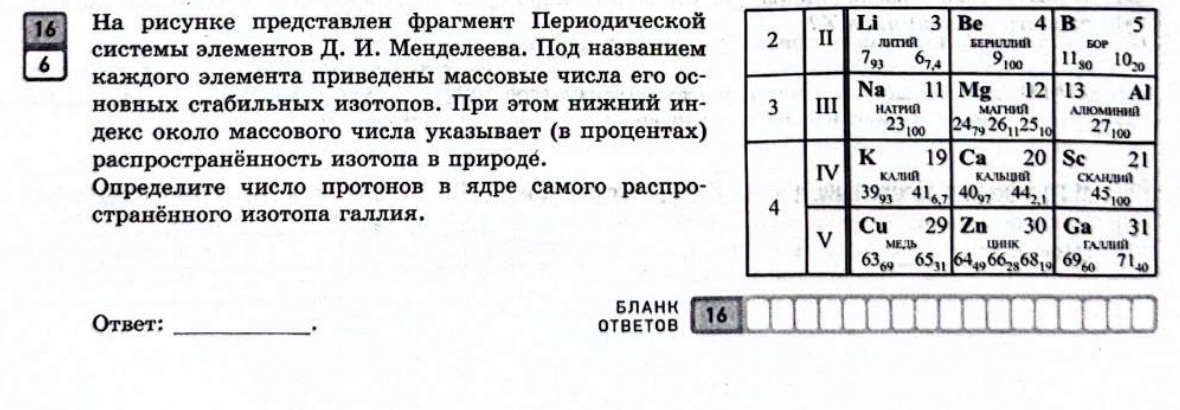 16
6
На рисунке представлен фрагмент Периодической
системы элементов Д. И. Менделеева. Под названием
каждого элемента приведены массовые числа его ос-
новных стабильных изотопов. При этом нижний ин-
декс около массового числа указывает (в процентах)
распространённость изотопа в природе.
Определите число протонов в ядре самого распро-
странённого изотопа галлия.
2 II Li 3 Be 4 B 5
ЛИТИЙ БЕРИЛЛИЙ БОР
7₉₃ 6₇,₄ 9₁₀₀ 11₈₀ 10₂₀
3 III Na 11 Mg 12 13 Al
НАТРИЙ МАГНИЙ АЛЮМИНИЙ
23₁₀₀ 24₇₉ 26₁₁ 25₁₀ 27₁₀₀
4 IV K 19 Ca 20 Sc 21
КАЛИЙ КАЛЬЦИЙ СКАНДИЙ
39₉₃ 41₆,₇ 40₉₇ 44₂,₁ 45₁₀₀
V Cu 29 Zn 30 Ga 31
МЕДЬ ЦИНК ГАЛЛИЙ
63₆₉ 65₃₁ 64₄₉ 66₂₈ 68₁₉ 69₆₀ 71₄₀
Ответ: ____________.
БЛАНК
ОТВЕТОВ
16